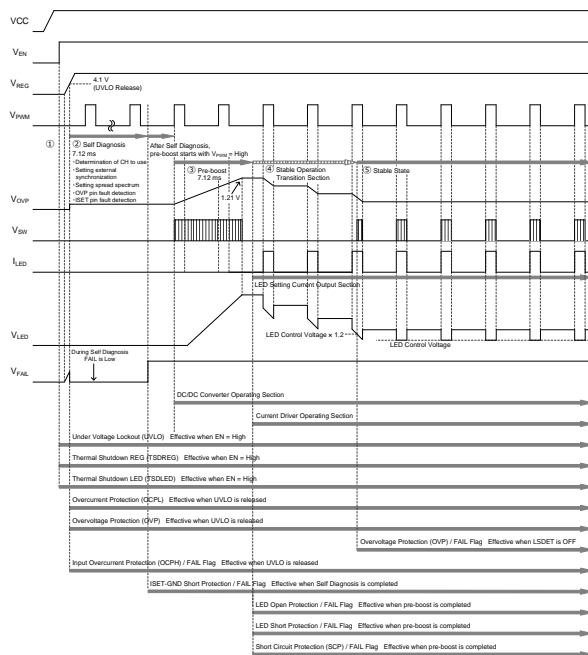 VCC
VEN
VREG
4.1 V
(UVLO Release)
VPWM
① ② Self Diagnosis
7.12 ms
・Determination of CH to use
・Setting external
synchronization
・Setting spread spectrum
・OVP pin fault detection
・ISET pin fault detection
After Self Diagnosis,
pre-boost starts with VPWM = High
③ Pre-boost
7.12 ms
④ Stable Operation
Transition Section
⑤ Stable State
VOVP
1.21 V
VSW
ILED
LED Setting Current Output Section
VLED
LED Control Voltage × 1.2
LED Control Voltage
During Self Diagnosis
FAIL is Low
VFAIL
DC/DC Converter Operating Section
Current Driver Operating Section
Under Voltage Lockout (UVLO) Effective when EN = High
Thermal Shutdown REG (TSDREG) Effective when EN = High
Thermal Shutdown LED (TSDLED) Effective when EN = High
Overcurrent Protection (OCPL) Effective when UVLO is released
Overvoltage Protection (OVP) Effective when UVLO is released
Overvoltage Protection (OVP) / FAIL Flag Effective when LSDET is OFF
Input Overcurrent Protection (OCPH) / FAIL Flag Effective when UVLO is released
ISET-GND Short Protection / FAIL Flag Effective when Self Diagnosis is completed
LED Open Protection / FAIL Flag Effective when pre-boost is completed
LED Short Protection / FAIL Flag Effective when pre-boost is completed
Short Circuit Protection (SCP) / FAIL Flag Effective when pre-boost is completed